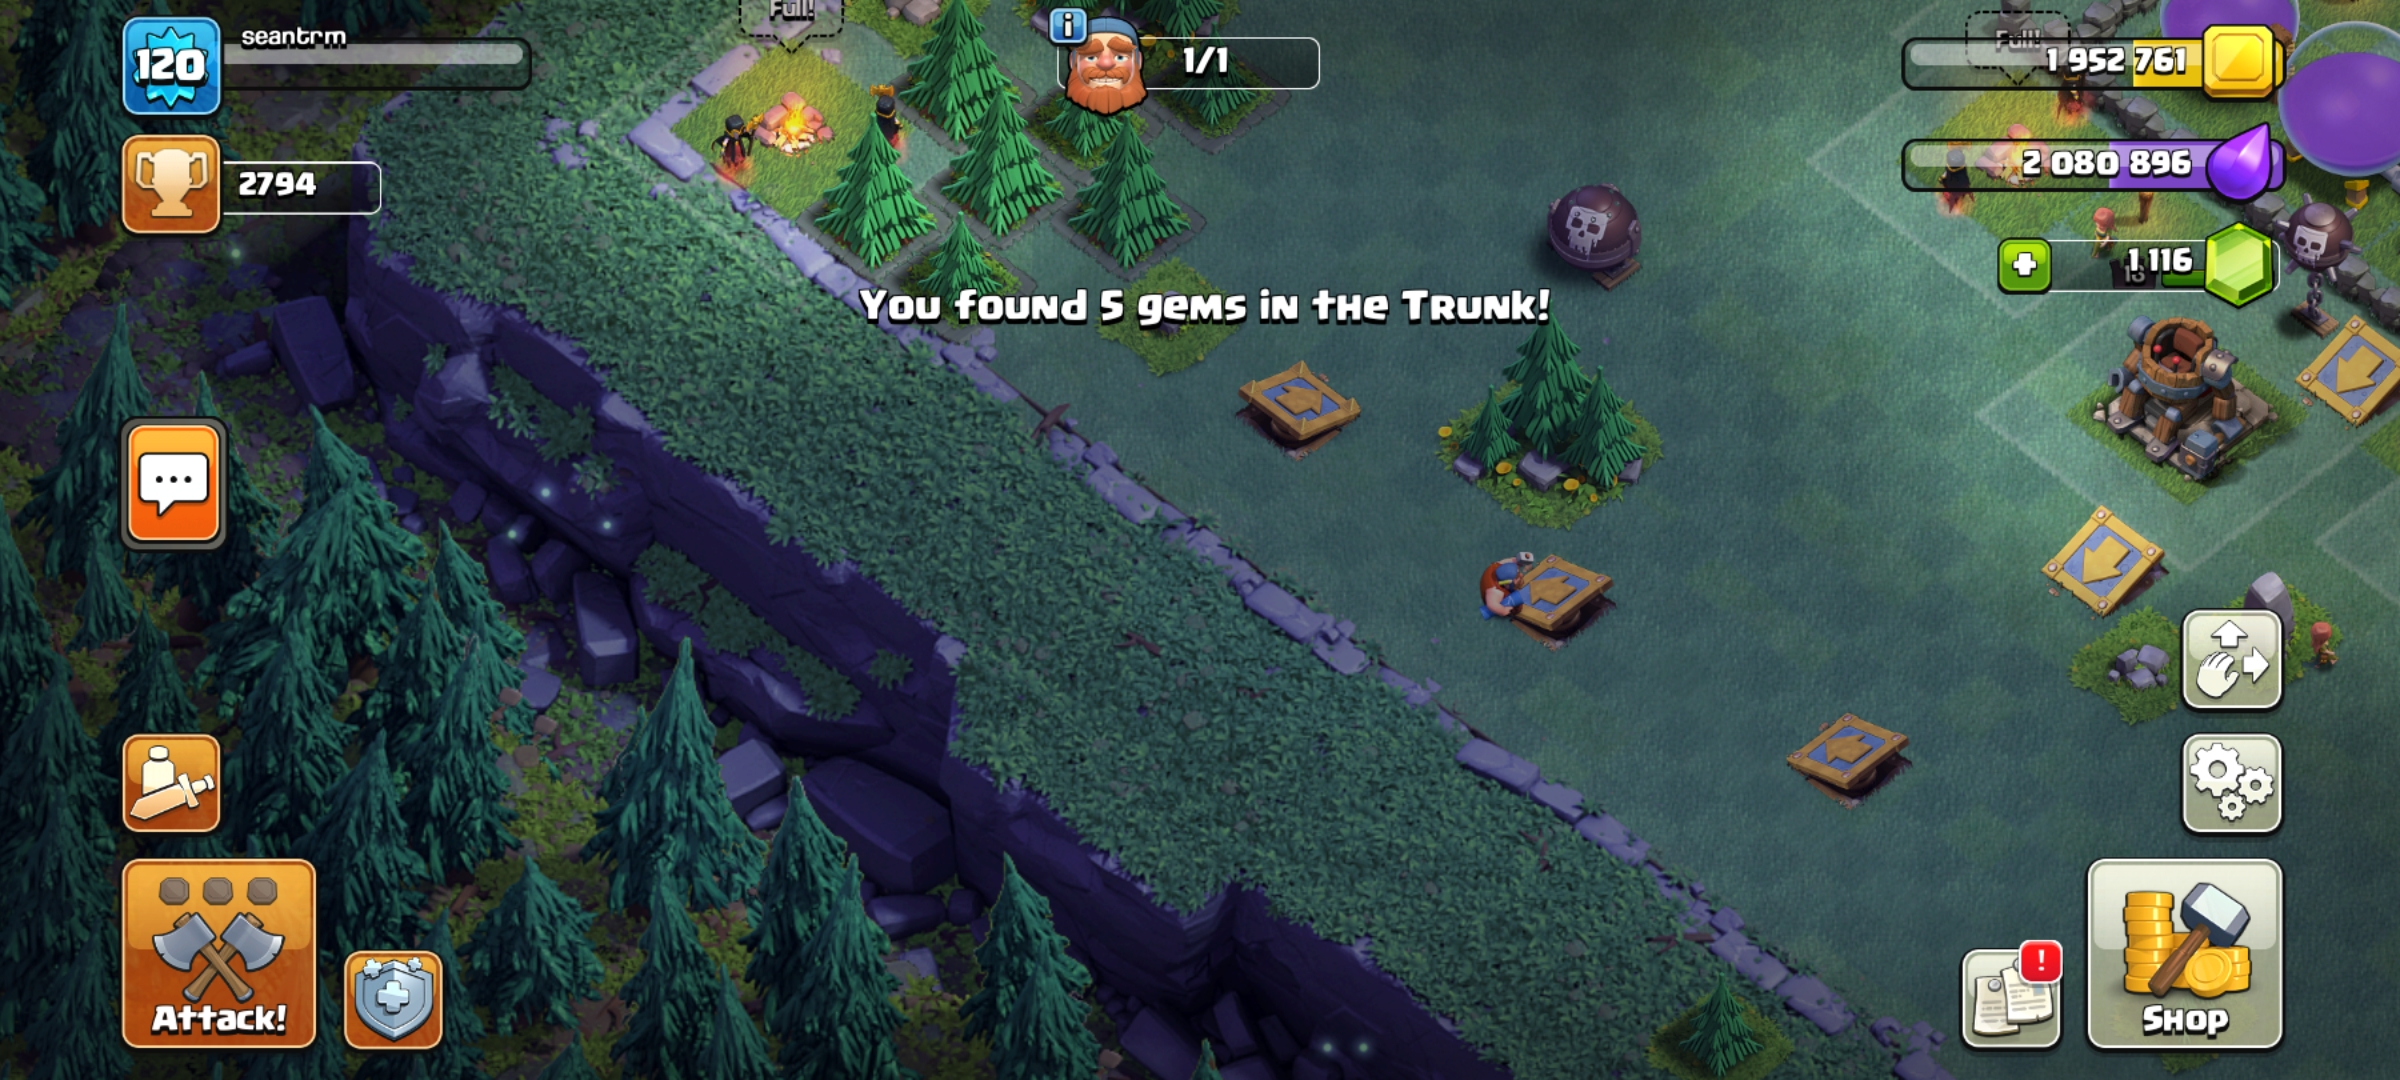 Full!
120
seantrm
1/1
Full!
1 952 761
2794
2 080 896
1 116
You found 5 gems in the Trunk!
Attack!
!
Shop